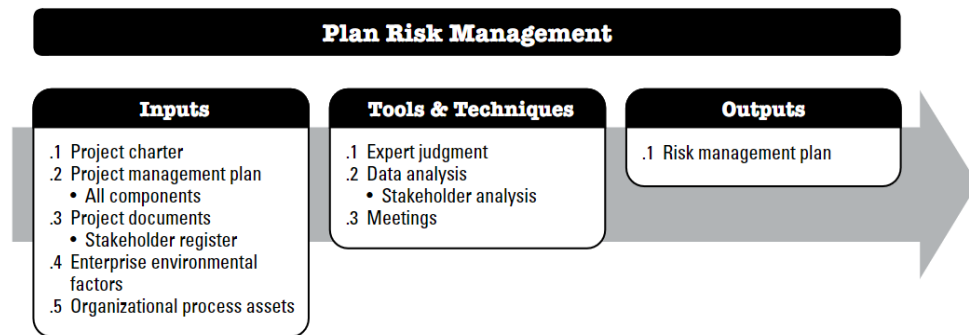 Plan Risk Management
Inputs
.1 Project charter
.2 Project management plan
• All components
.3 Project documents
• Stakeholder register
.4 Enterprise environmental
factors
.5 Organizational process assets
Tools & Techniques
.1 Expert judgment
.2 Data analysis
• Stakeholder analysis
.3 Meetings
Outputs
.1 Risk management plan